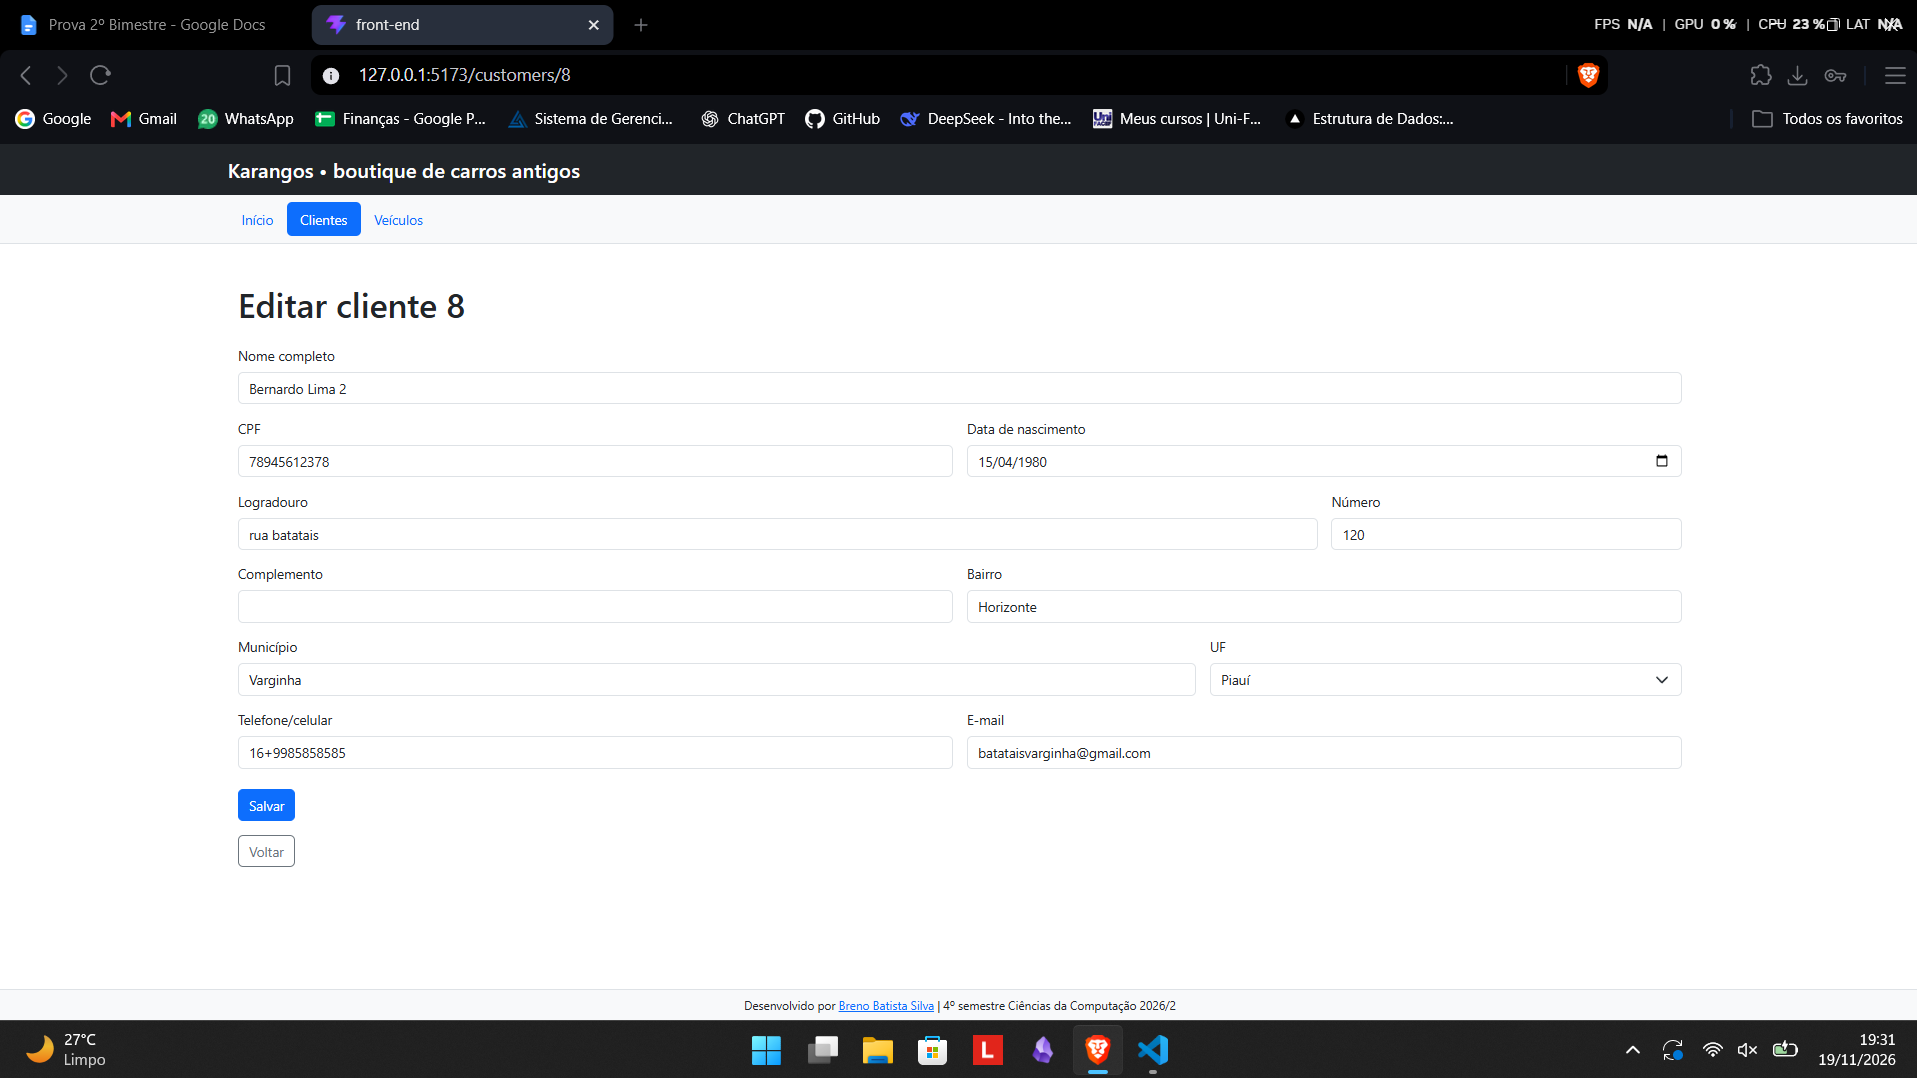 Prova 2º Bimestre - Google Docs
front-end
FPS N/A | GPU 0 % | CPU 23 % LAT N/A
127.0.0.1:5173/customers/8
Google
Gmail
20 WhatsApp
Finanças - Google P...
Sistema de Gerenci...
ChatGPT
GitHub
DeepSeek - Into the...
Meus cursos | Uni-F...
Estrutura de Dados:...
Todos os favoritos
Karangos • boutique de carros antigos
Início
Clientes
Veículos
Editar cliente 8
Nome completo
Bernardo Lima 2
CPF
Data de nascimento
78945612378
15/04/1980
Logradouro
Número
rua batatais
120
Complemento
Bairro
Horizonte
Município
UF
Varginha
Piauí
Telefone/celular
E-mail
16+9985858585
batataisvarginha@gmail.com
Salvar
Voltar
Desenvolvido por Breno Batista Silva | 4º semestre Ciências da Computação 2026/2
27°C
Limpo
L
19:31
19/11/2026